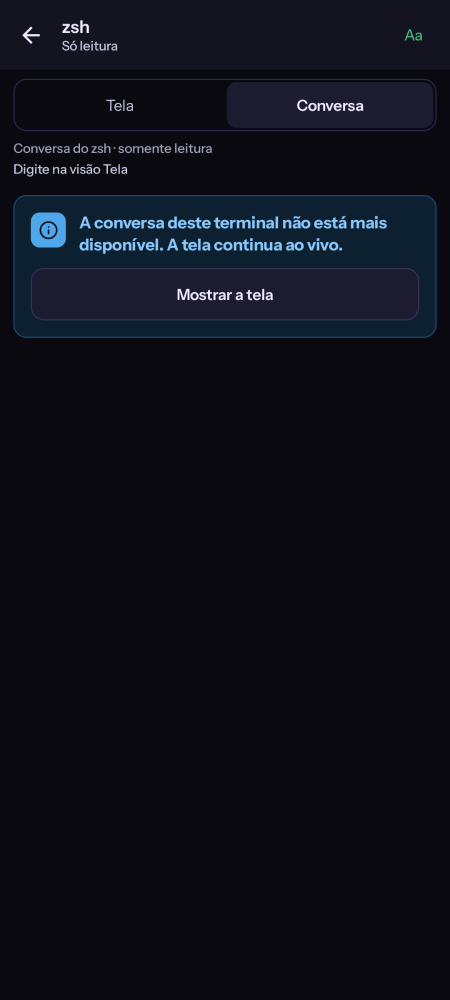 zsh
Só leitura
Aa
Tela
Conversa
Conversa do zsh · somente leitura
Digite na visão Tela
A conversa deste terminal não está mais
disponível. A tela continua ao vivo.
Mostrar a tela